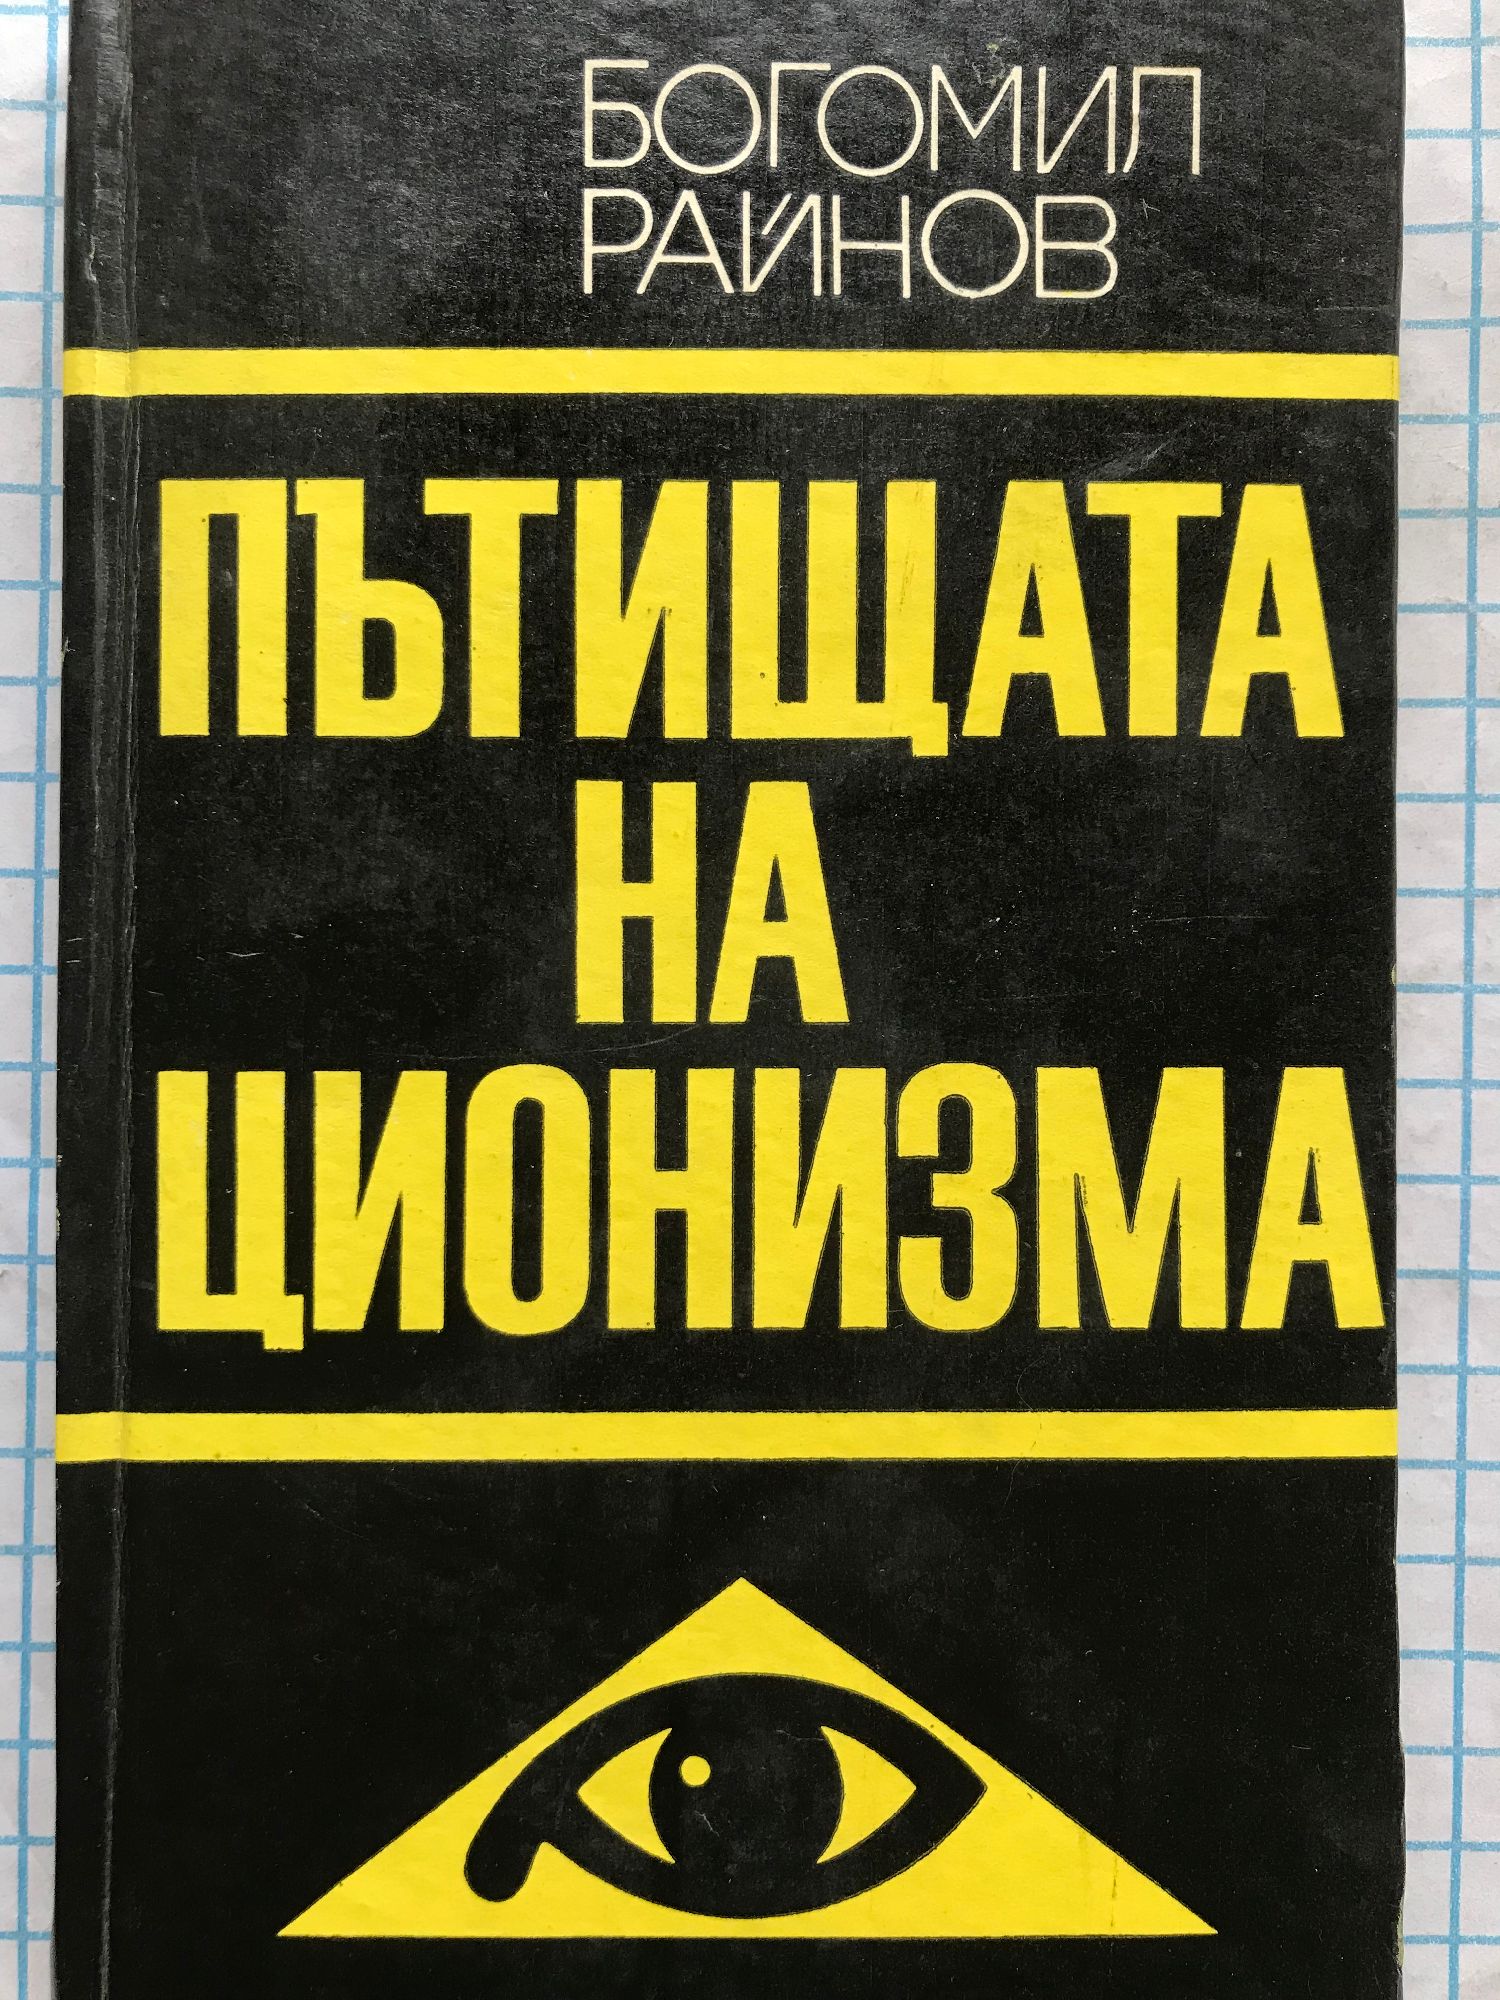 БОГОМИЛ
РАЙНОВ
ПЪТИЩАТА
НА
ЦИОНИЗМА